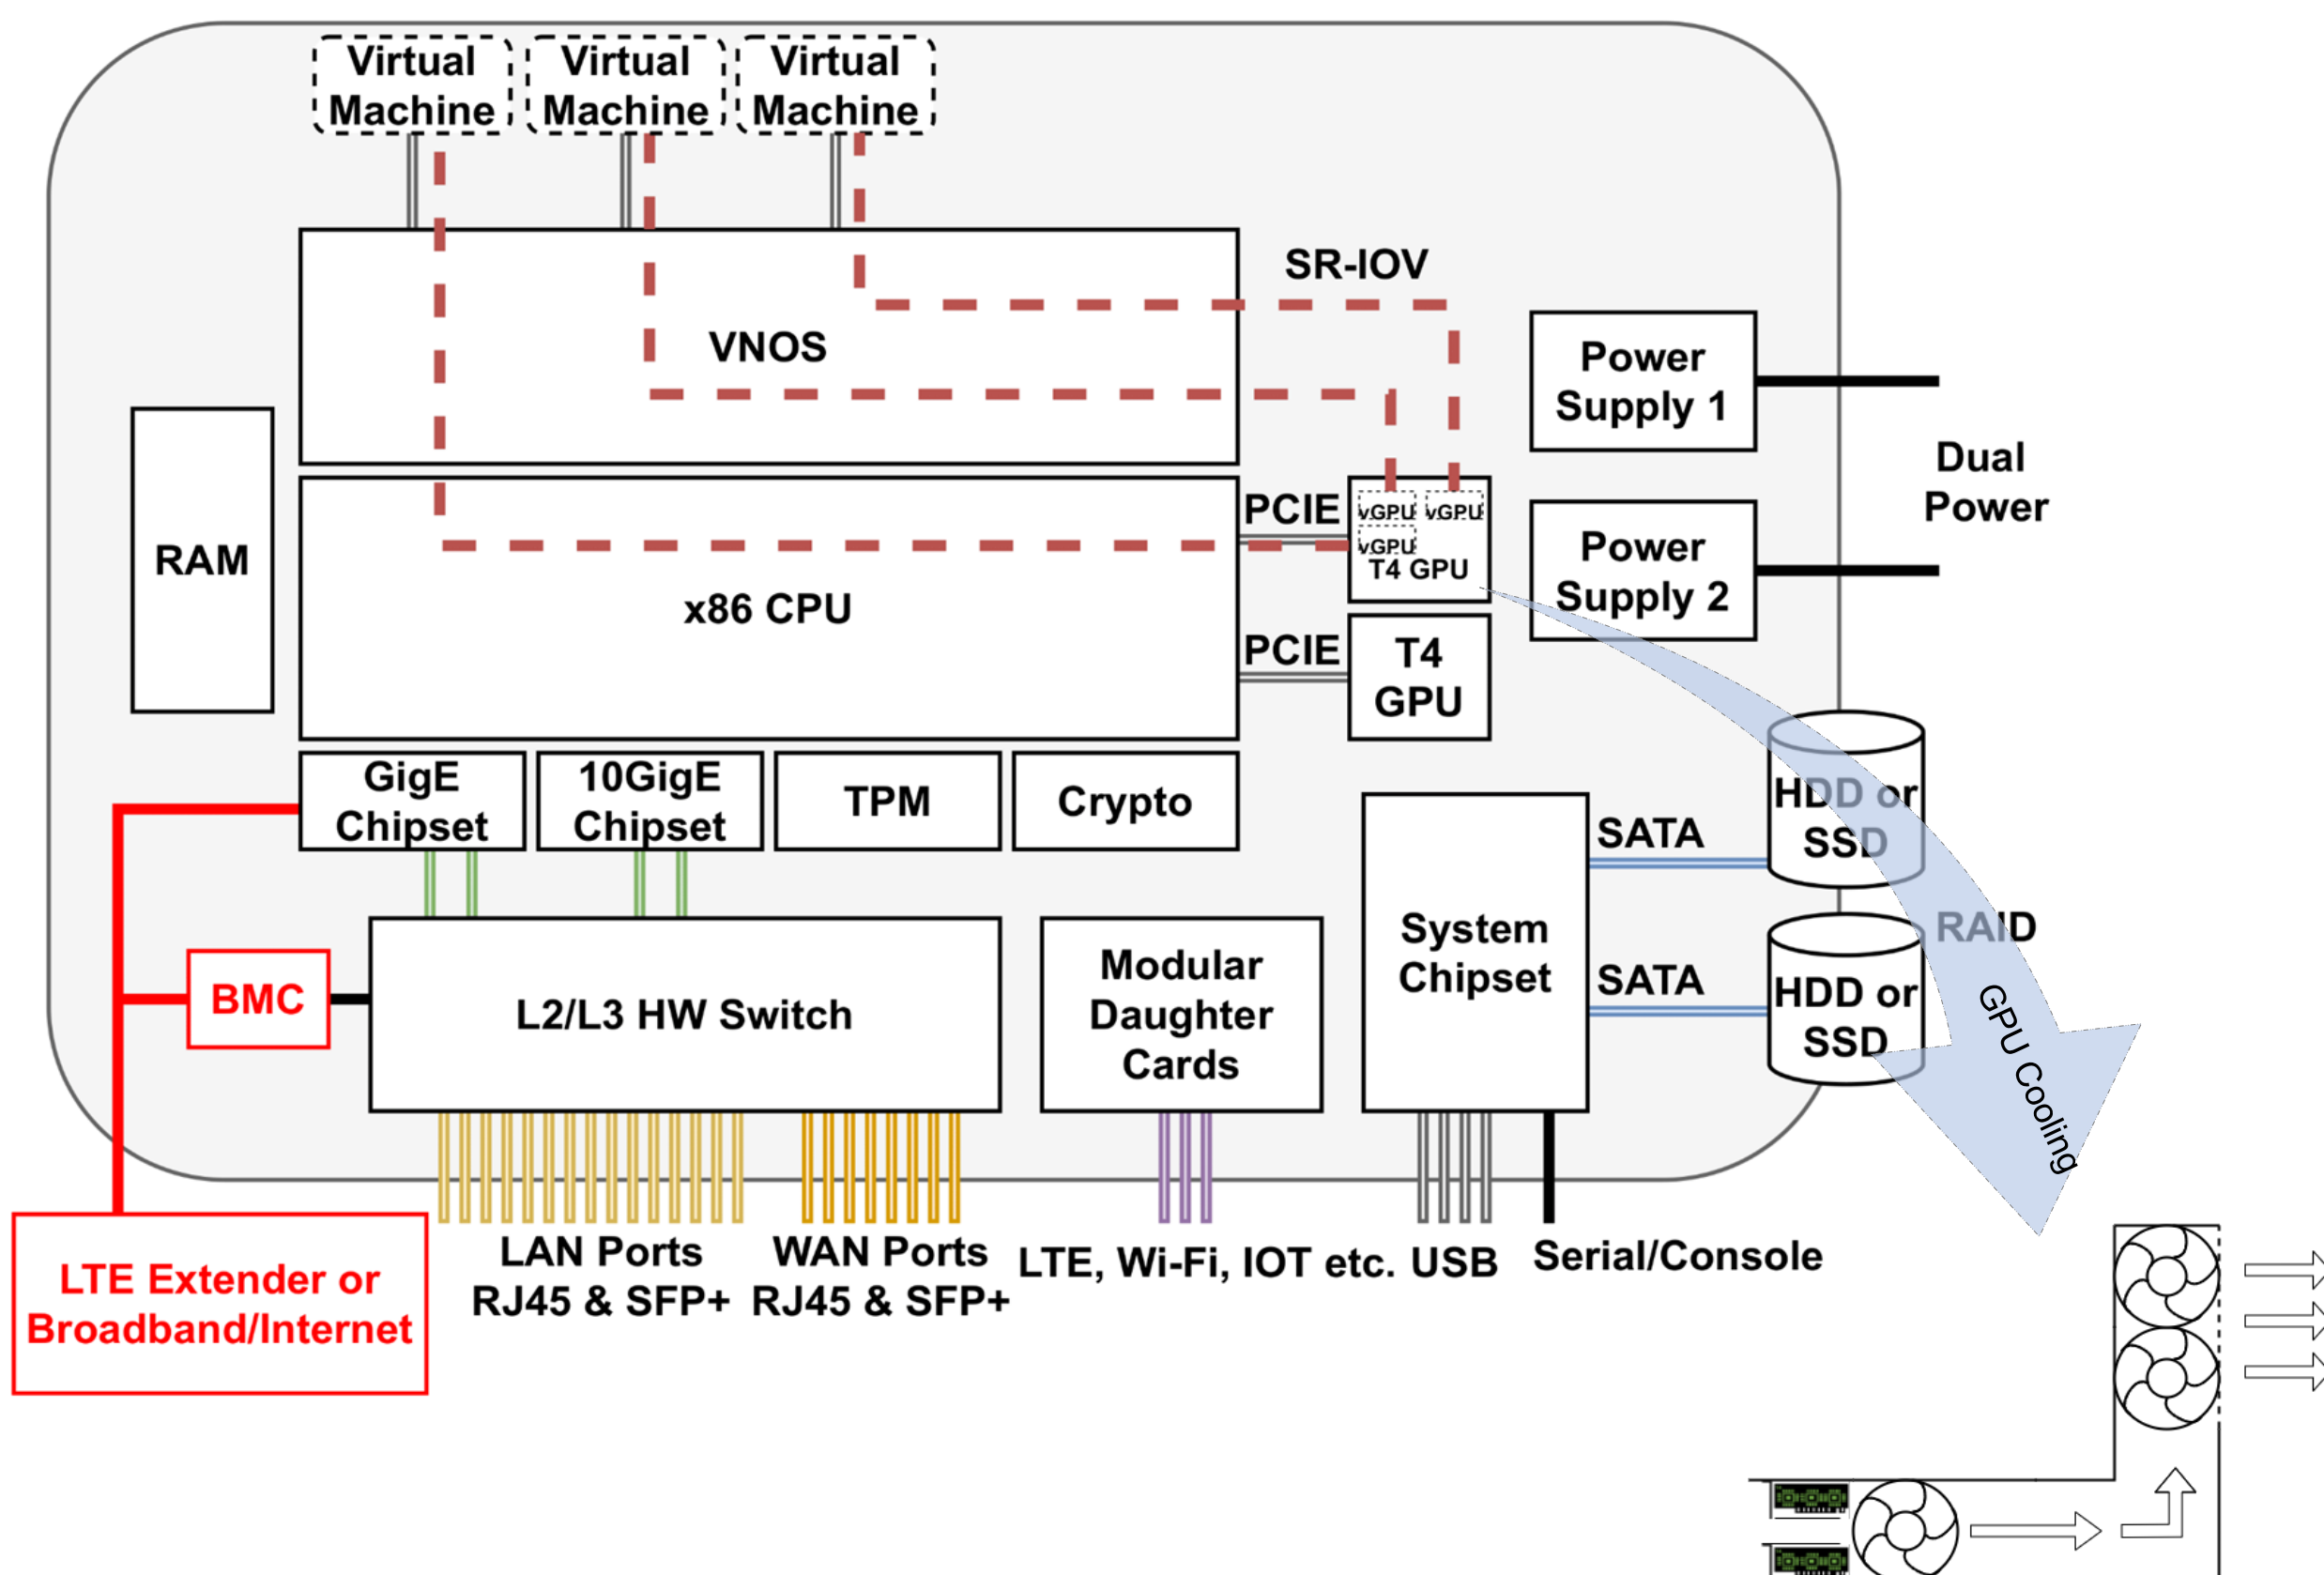 Virtual
Machine
Virtual
Machine
Virtual
Machine
SR-IOV
VNOS
Power
Supply 1
Dual
Power
Power
Supply 2
RAM
x86 CPU
PCIE
vGPU
vGPU
vGPU
T4 GPU
PCIE
T4
GPU
GigE
Chipset
10GigE
Chipset
TPM
Crypto
BMC
L2/L3 HW Switch
Modular
Daughter
Cards
System
Chipset
SATA
SATA
HDD or
SSD
RAID
HDD or
SSD
GPU Cooling
LTE Extender or
Broadband/Internet
LAN Ports
RJ45 & SFP+
WAN Ports
RJ45 & SFP+
LTE, Wi-Fi, IOT etc.
USB
Serial/Console